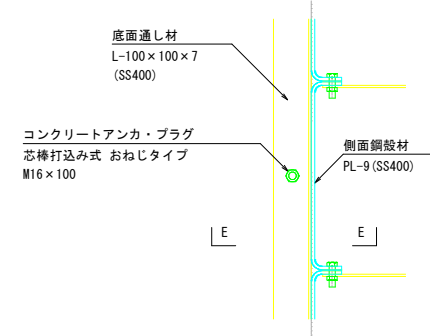 底面通し材
L-100×100×7
(SS400)
コンクリートアンカ・プラグ
芯棒打込み式 おねじタイプ
M16×100
側面鋼殻材
PL-9(SS400)
E
E